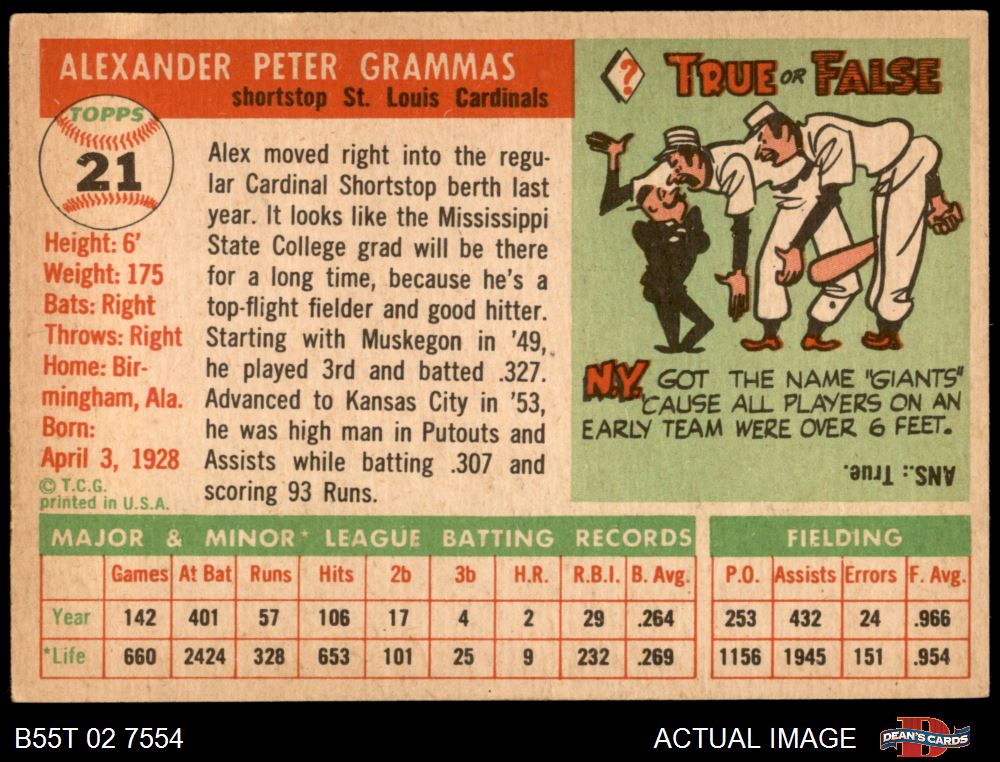 ALEXANDER PETER GRAMMAS
shortstop St. Louis Cardinals
TOPPS
21
Height: 6'
Weight: 175
Bats: Right
Throws: Right
Home: Bir-
mingham, Ala.
Born:
April 3, 1928
© T.C.G.
printed in U.S.A.
Alex moved right into the regu-
lar Cardinal Shortstop berth last
year. It looks like the Mississippi
State College grad will be there
for a long time, because he's a
top-flight fielder and good hitter.
Starting with Muskegon in '49,
he played 3rd and batted .327.
Advanced to Kansas City in '53,
he was high man in Putouts and
Assists while batting .307 and
scoring 93 Runs.
? TRUE OR FALSE
N.Y. GOT THE NAME "GIANTS"
'CAUSE ALL PLAYERS ON AN
EARLY TEAM WERE OVER 6 FEET.
ANS.: True.
MAJOR & MINOR* LEAGUE BATTING RECORDS FIELDING
Games At Bat Runs Hits 2b 3b H.R. R.B.I. B. Avg. P.O. Assists Errors F. Avg.
Year 142 401 57 106 17 4 2 29 .264 253 432 24 .966
*Life 660 2424 328 653 101 25 9 232 .269 1156 1945 151 .954
B55T 02 7554 ACTUAL IMAGE D DEAN'S CARDS